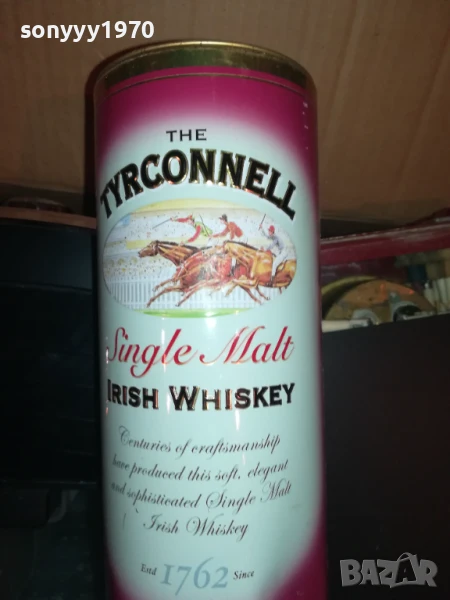 sonyyy1970
THE
TYRCONNELL
Single Malt
IRISH WHISKEY
Centuries of craftsmanship
have produced this soft, elegant
and sophisticated Single Malt
Irish Whiskey
Estd 1762 Since
BAZAR